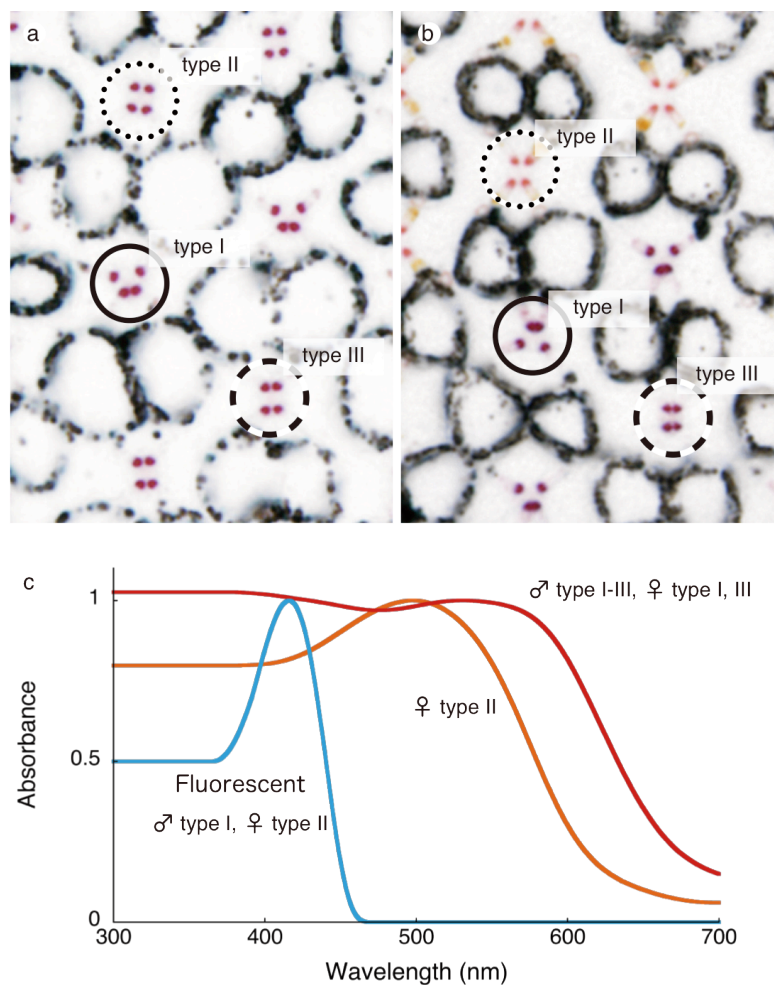 a
type II
type I
type III
b
type II
type I
type III
c
♂ type I-III, ♀ type I, III
♀ type II
Fluorescent
♂ type I, ♀ type II
Absorbance
1
0.5
0
300 400 500 600 700
Wavelength (nm)